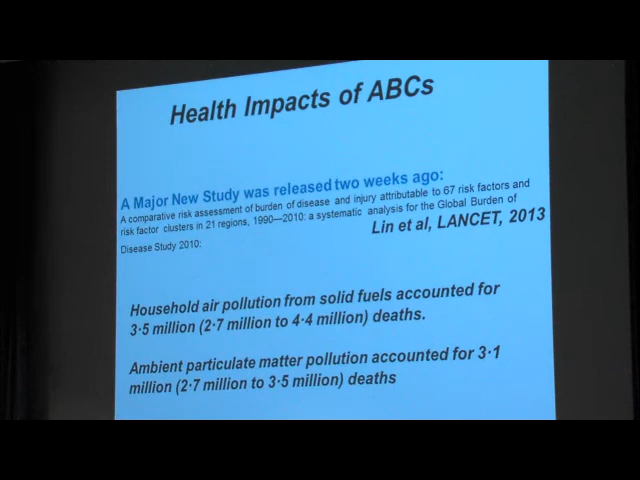 Health Impacts of ABCs
A Major New Study was released two weeks ago:
A comparative risk assessment of burden of disease and injury attributable to 67 risk factors and
risk factor clusters in 21 regions, 1990—2010: a systematic analysis for the Global Burden of
Disease Study 2010:
Lin et al, LANCET, 2013
Household air pollution from solid fuels accounted for
3·5 million (2·7 million to 4·4 million) deaths.
Ambient particulate matter pollution accounted for 3·1
million (2·7 million to 3·5 million) deaths